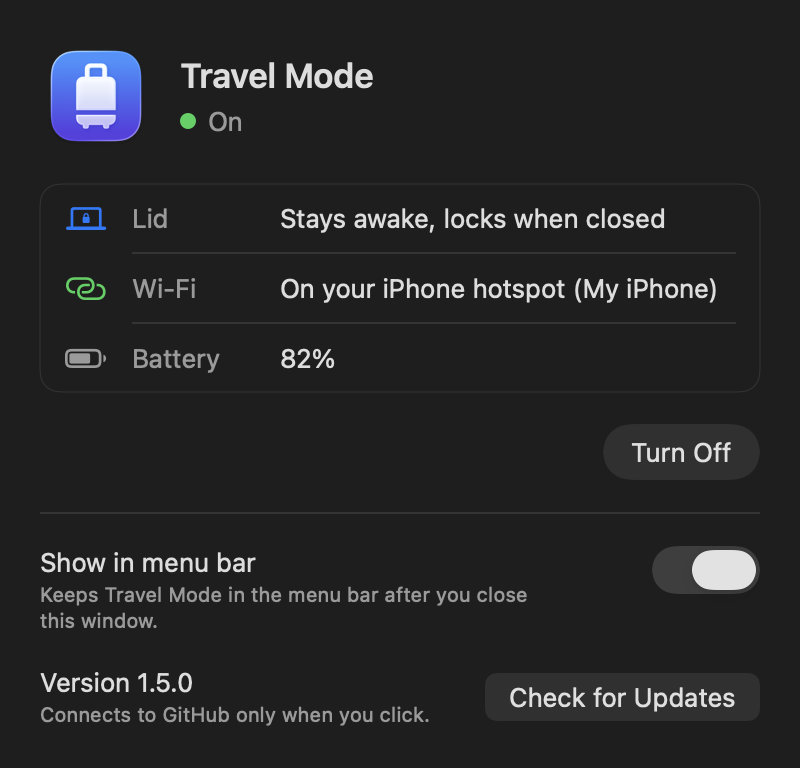 Travel Mode
On
Lid Stays awake, locks when closed
Wi-Fi On your iPhone hotspot (My iPhone)
Battery 82%
Turn Off
Show in menu bar
Keeps Travel Mode in the menu bar after you close
this window.
Version 1.5.0
Connects to GitHub only when you click.
Check for Updates